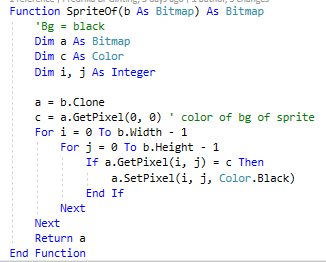 Function SpriteOf(b As Bitmap) As Bitmap
'Bg = black
Dim a As Bitmap
Dim c As Color
Dim i, j As Integer
a = b.Clone
c = a.GetPixel(0, 0) ' color of bg of sprite
For i = 0 To b.Width - 1
For j = 0 To b.Height - 1
If a.GetPixel(i, j) = c Then
a.SetPixel(i, j, Color.Black)
End If
Next
Next
Return a
End Function